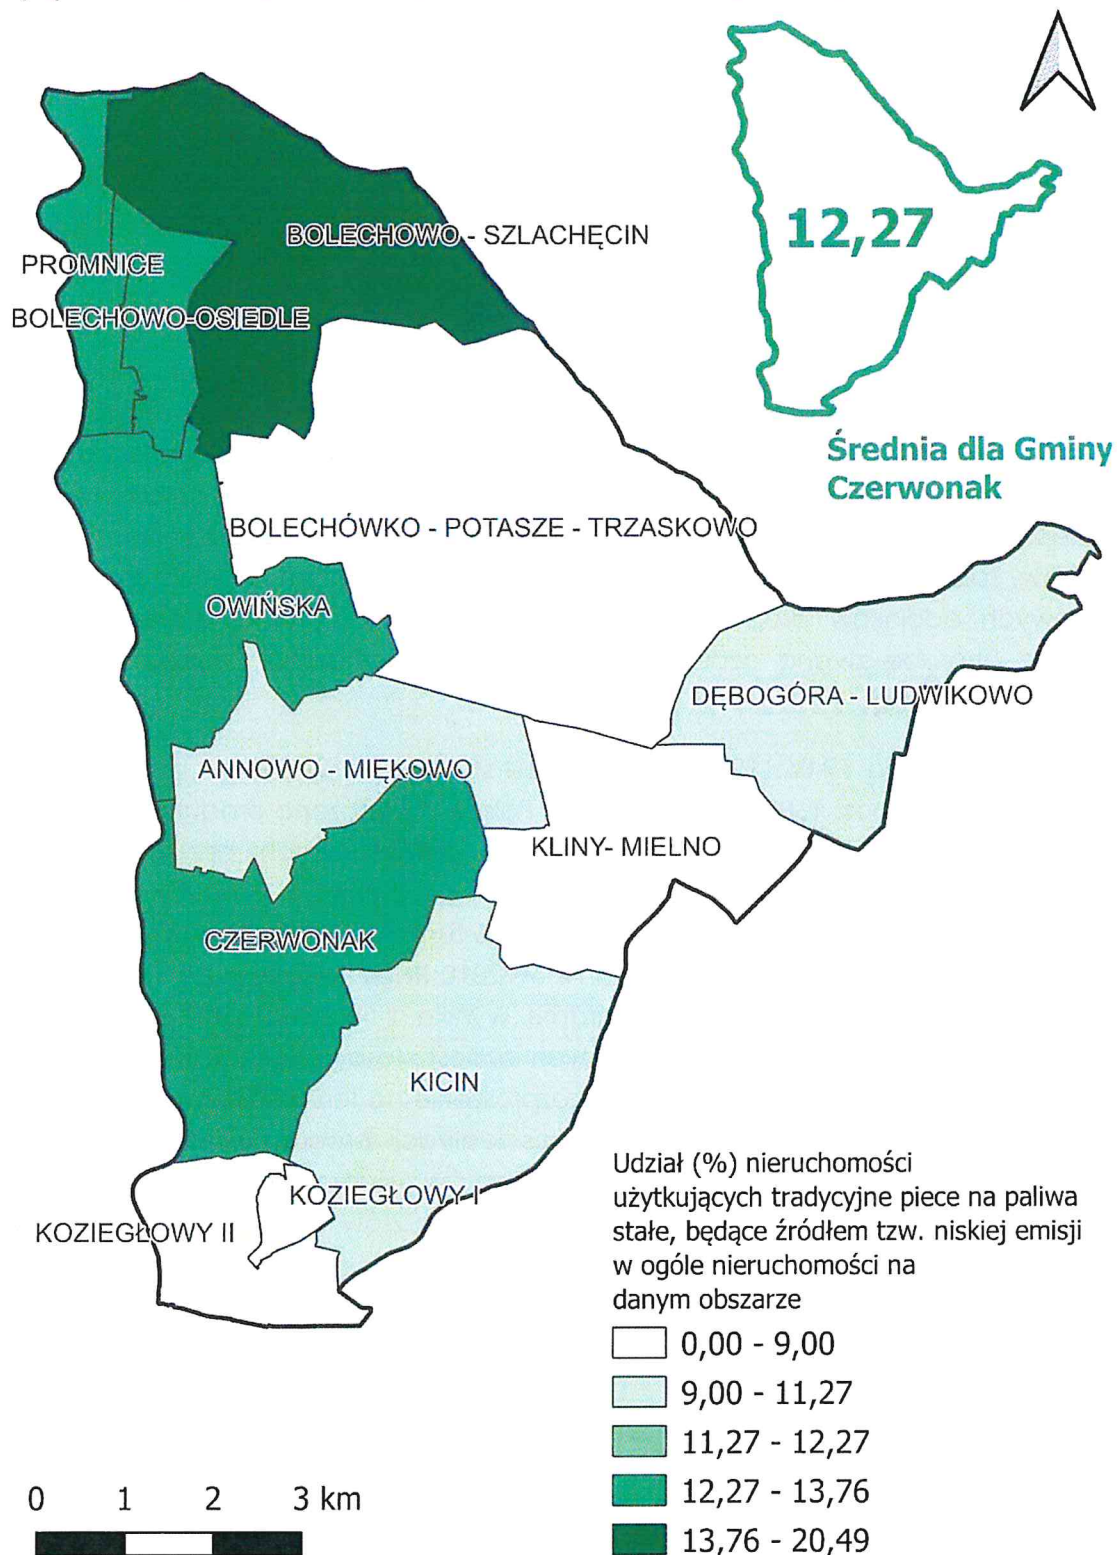 12,27
Średnia dla Gminy
Czerwonak
BOLECHOWO - SZLACHĘCIN
PROMNICE
BOLECHOWO-OSIEDLE
BOLECHÓWKO - POTASZE - TRZASKOWO
OWIŃSKA
DĘBOGÓRA - LUDWIKOWO
ANNOWO - MIĘKOWO
KLINY- MIELNO
CZERWONAK
KICIN
KOZIEGŁOWY I
KOZIEGŁOWY II
Udział (%) nieruchomości
użytkujących tradycyjne piece na paliwa
stałe, będące źródłem tzw. niskiej emisji
w ogóle nieruchomości na
danym obszarze
0,00 - 9,00
9,00 - 11,27
11,27 - 12,27
12,27 - 13,76
13,76 - 20,49
0 1 2 3 km